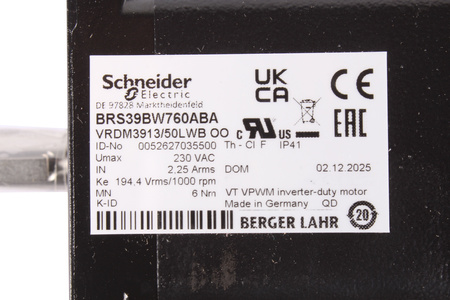 Schneider
Electric
DE 97828 Marktheidenfeld
UK
CA
CE
BRS39BW760ABA
VRDM3913/50LWB OO
c UL us
EAC
ID-No 0052627035500 Th - Cl F IP41
Umax 230 VAC
IN 2.25 Arms DOM 02.12.2025
Ke 194.4 Vrms/1000 rpm
MN 6 Nm VT VPWM inverter-duty motor
K-ID Made in Germany QD
BERGER LAHR
20